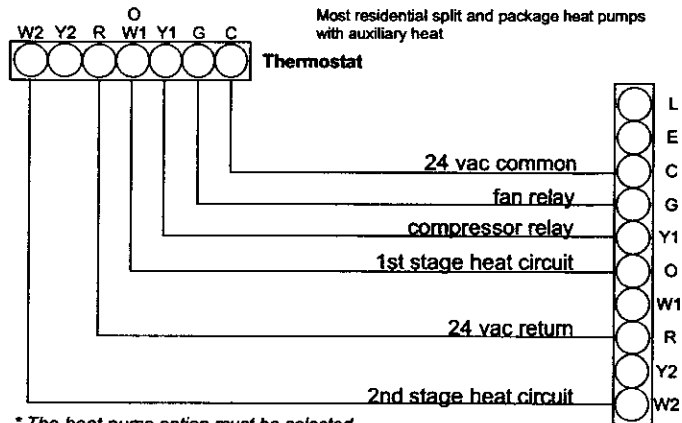 O
Most residential split and package heat pumps
with auxiliary heat
W2 Y2 R W1 Y1 G C
Thermostat
L
E
24 vac common C
fan relay G
compressor relay Y1
1st stage heat circuit O
W1
24 vac return R
Y2
2nd stage heat circuit W2
* The heat pump option must be selected